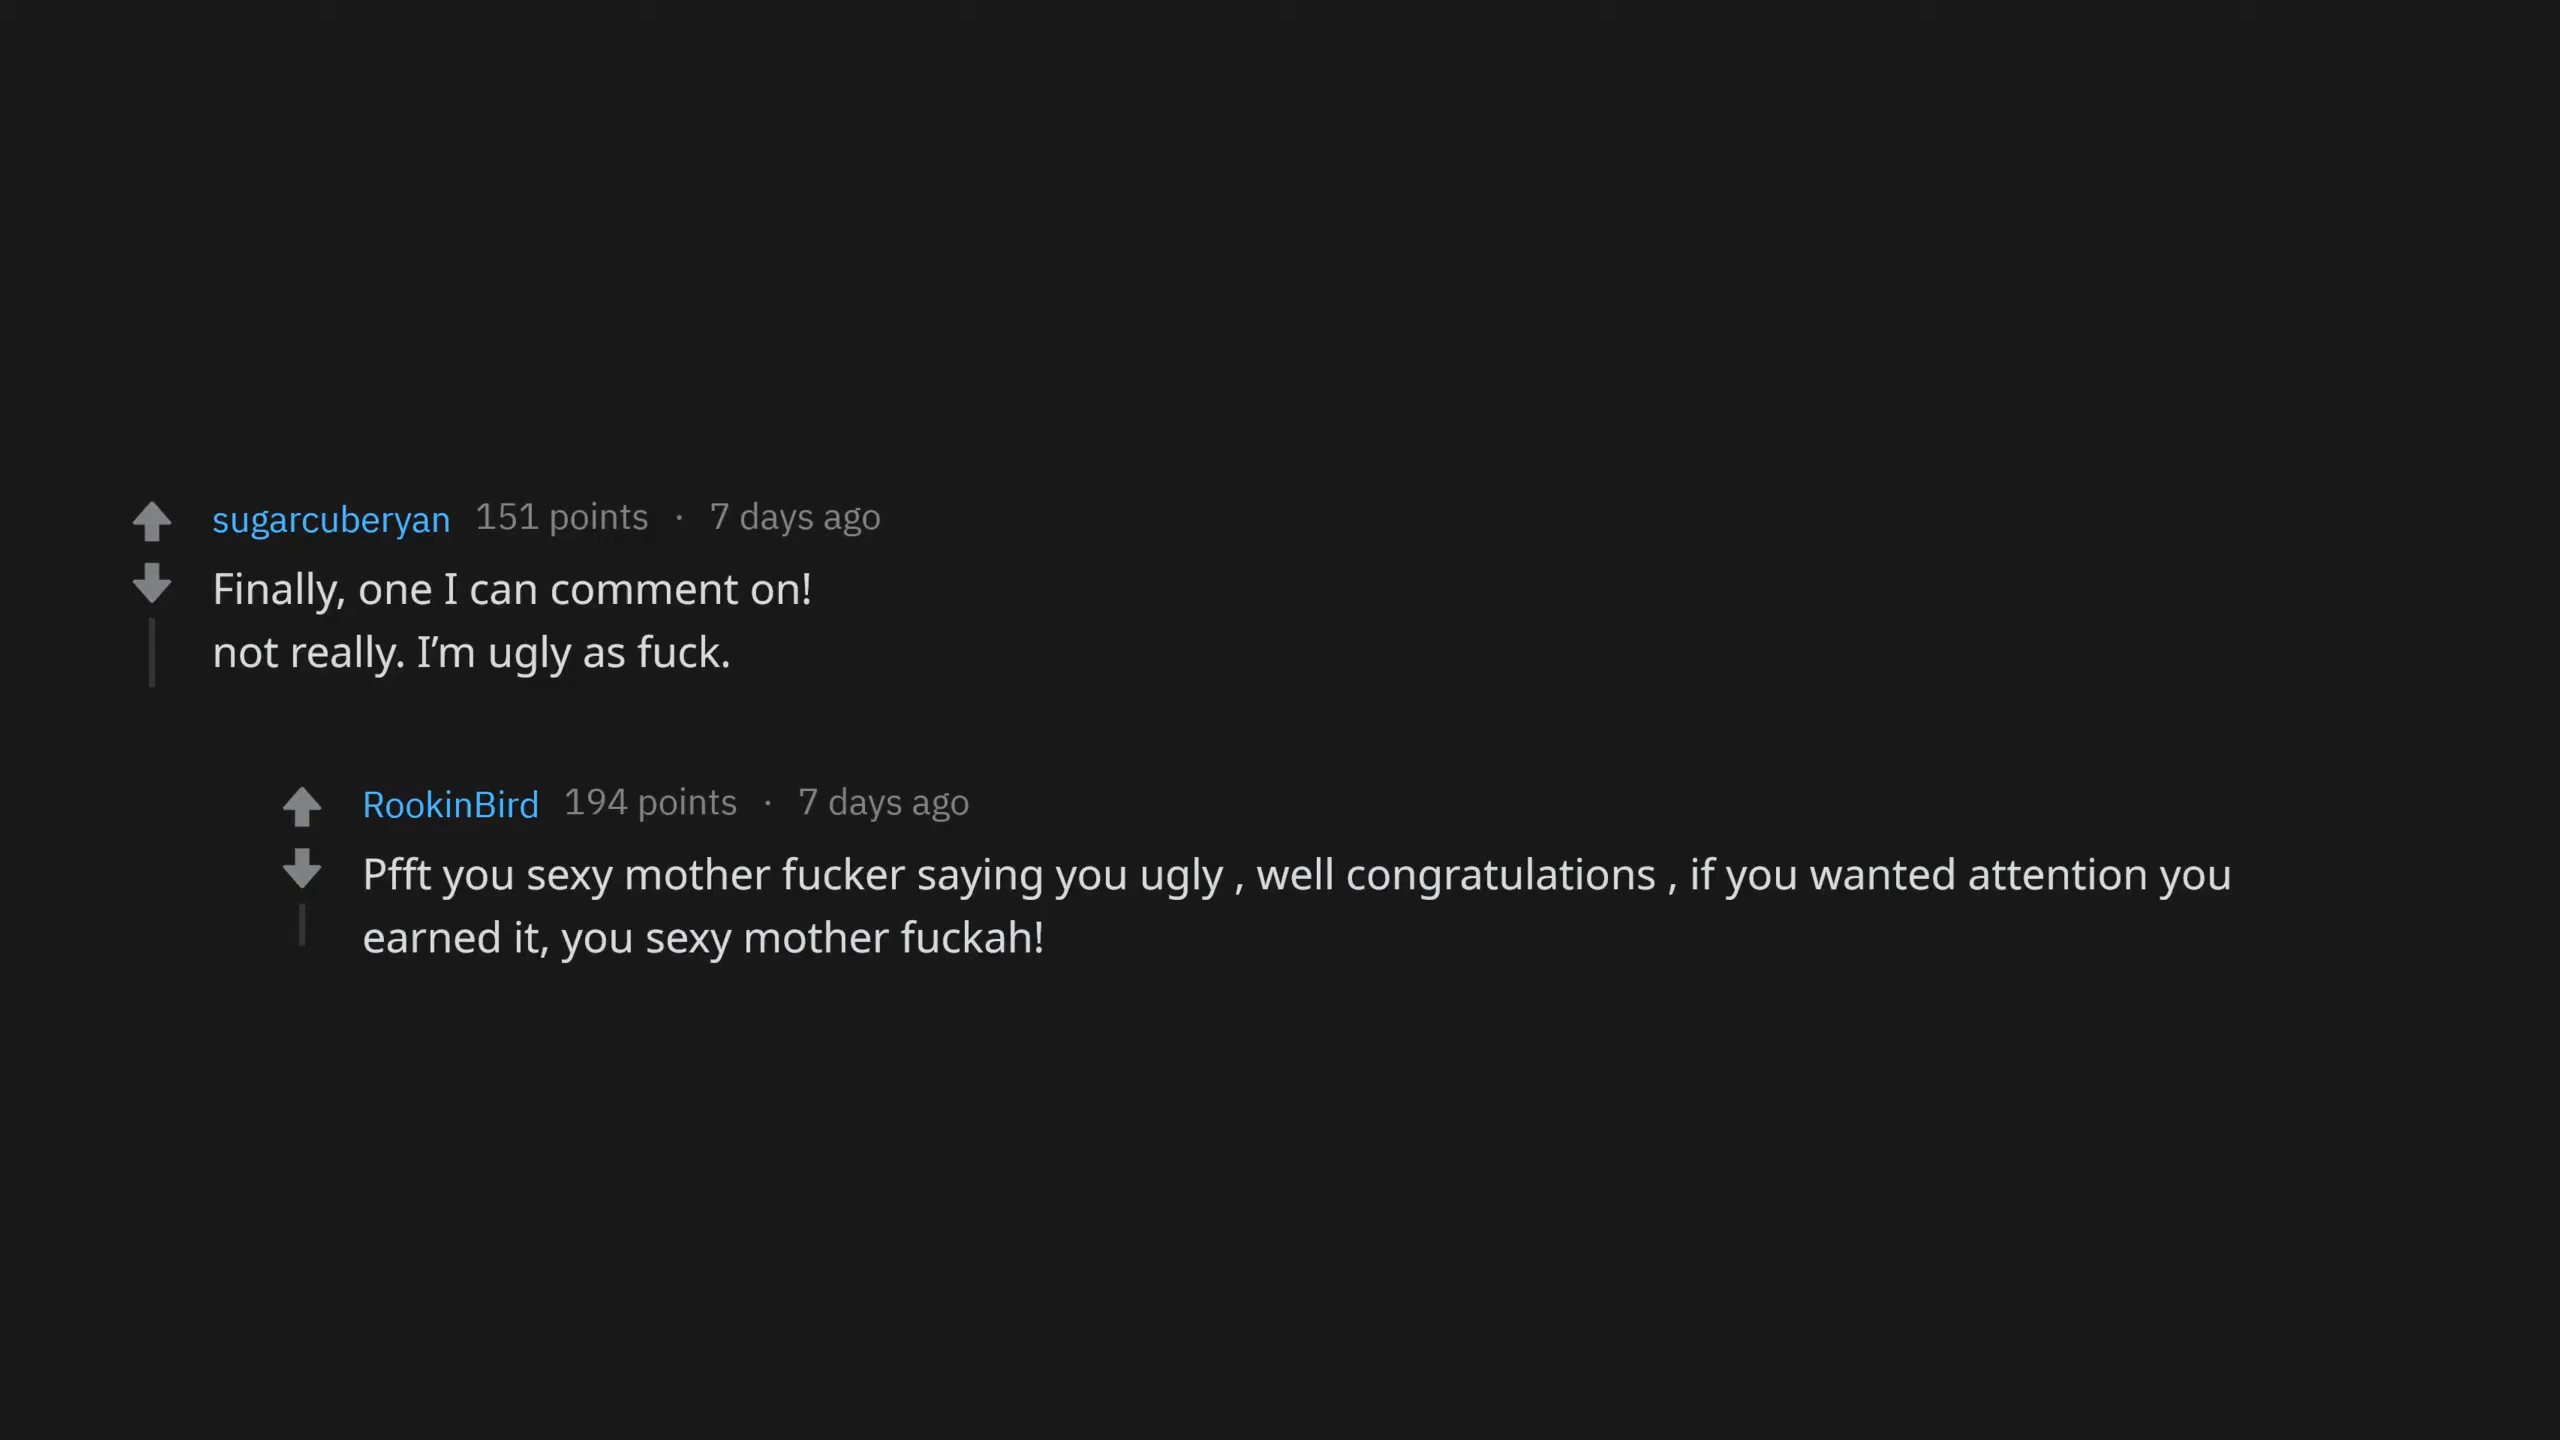 sugarcuberyan 151 points · 7 days ago
Finally, one I can comment on!
not really. I’m ugly as fuck.
RookinBird 194 points · 7 days ago
Pfft you sexy mother fucker saying you ugly , well congratulations , if you wanted attention you
earned it, you sexy mother fuckah!